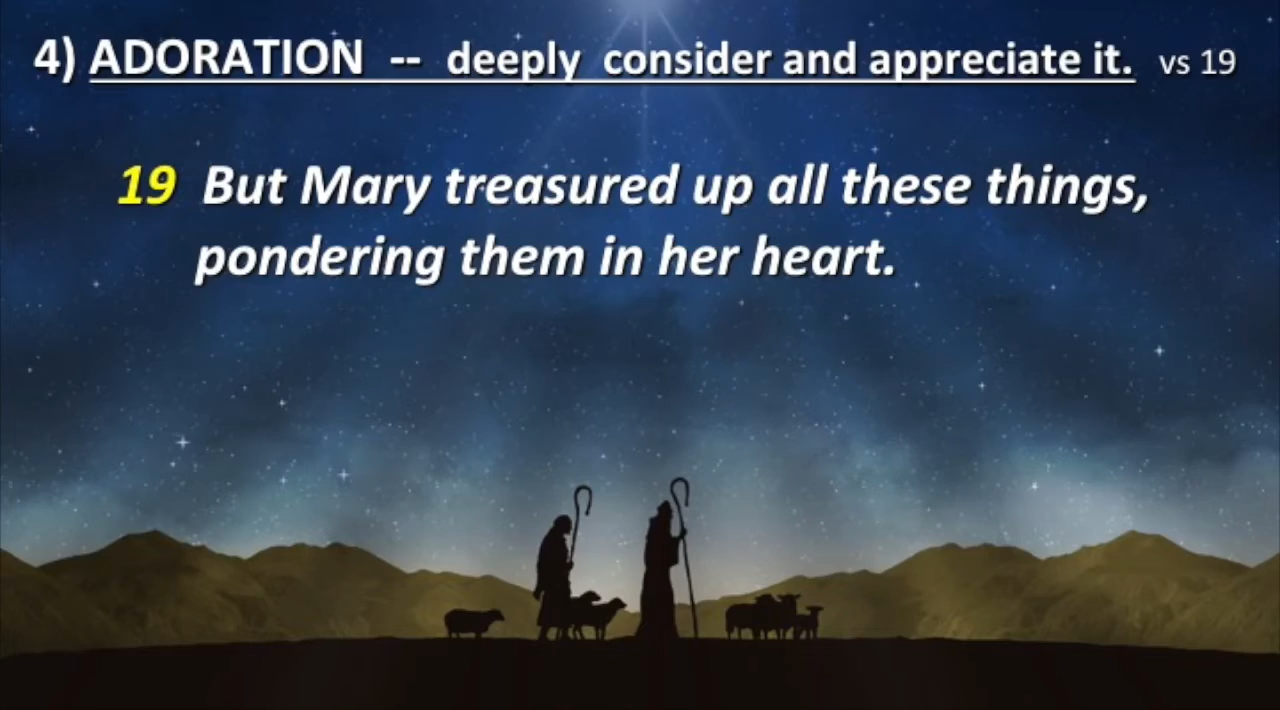 4) ADORATION -- deeply consider and appreciate it. vs 19
19 But Mary treasured up all these things,
pondering them in her heart.